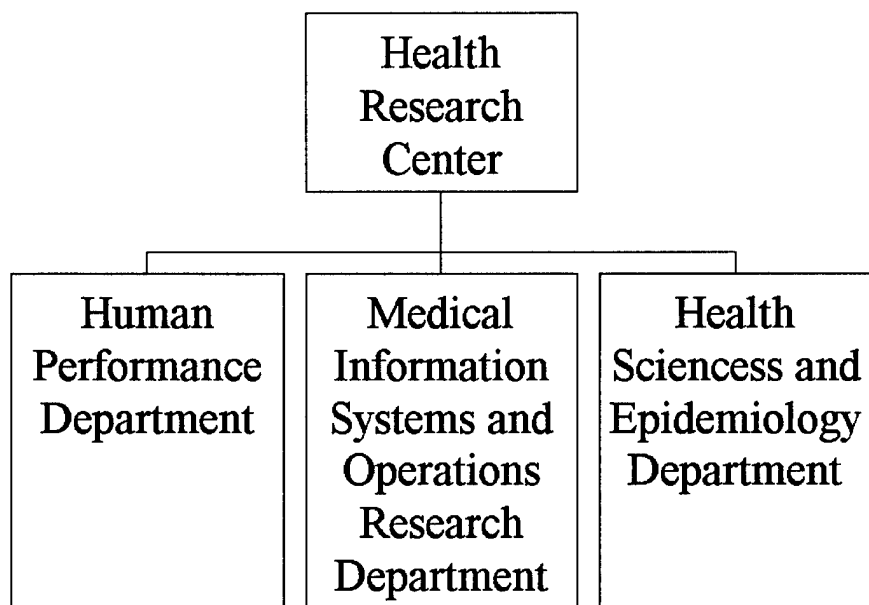 Health
Research
Center
Human
Performance
Department
Medical
Information
Systems and
Operations
Research
Department
Health
Sciencess and
Epidemiology
Department